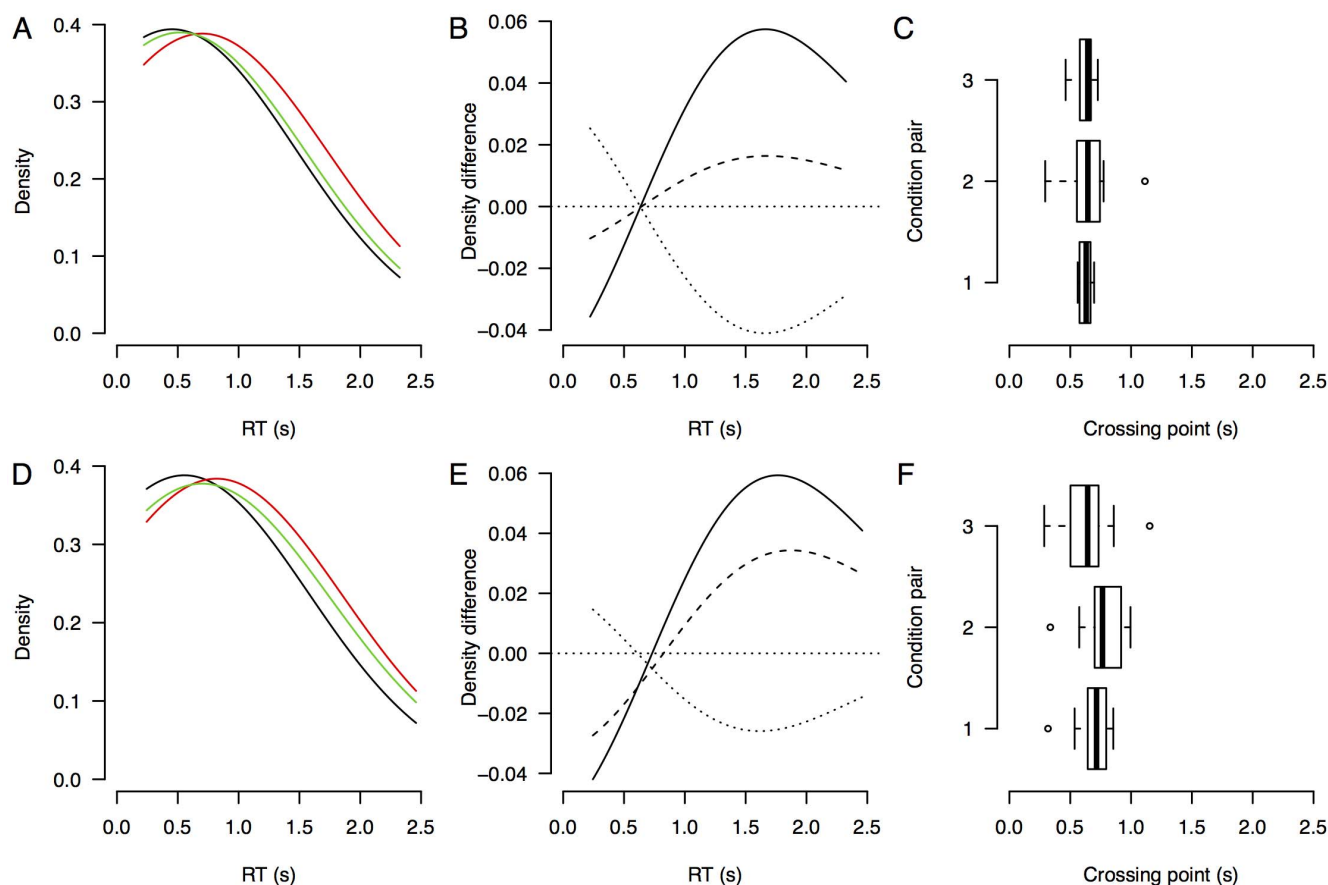 A
0.4
0.3
0.2
0.1
0.0
Density
0.0 0.5 1.0 1.5 2.0 2.5
RT (s)
B
0.06
0.04
0.02
0.00
−0.02
−0.04
Density difference
0.0 0.5 1.0 1.5 2.0 2.5
RT (s)
C
3
2
1
Condition pair
0.0 0.5 1.0 1.5 2.0 2.5
Crossing point (s)
D
0.4
0.3
0.2
0.1
0.0
Density
0.0 0.5 1.0 1.5 2.0 2.5
RT (s)
E
0.06
0.04
0.02
0.00
−0.02
−0.04
Density difference
0.0 0.5 1.0 1.5 2.0 2.5
RT (s)
F
3
2
1
Condition pair
0.0 0.5 1.0 1.5 2.0 2.5
Crossing point (s)